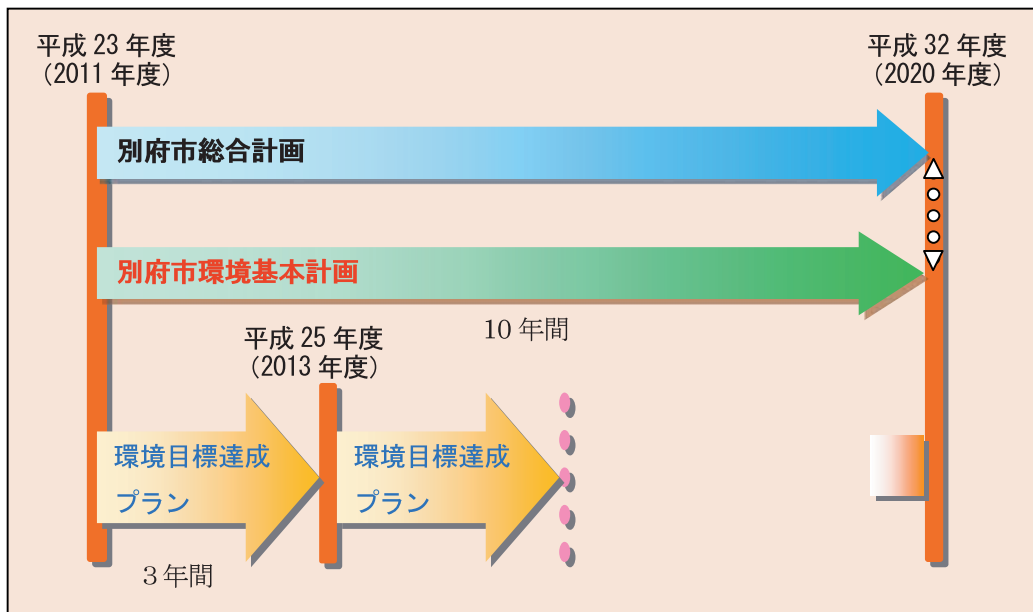 平成 23 年度
(2011 年度)
平成 32 年度
(2020 年度)
別府市総合計画
別府市環境基本計画
10 年間
平成 25 年度
(2013 年度)
環境目標達成
プラン
環境目標達成
プラン
3 年間